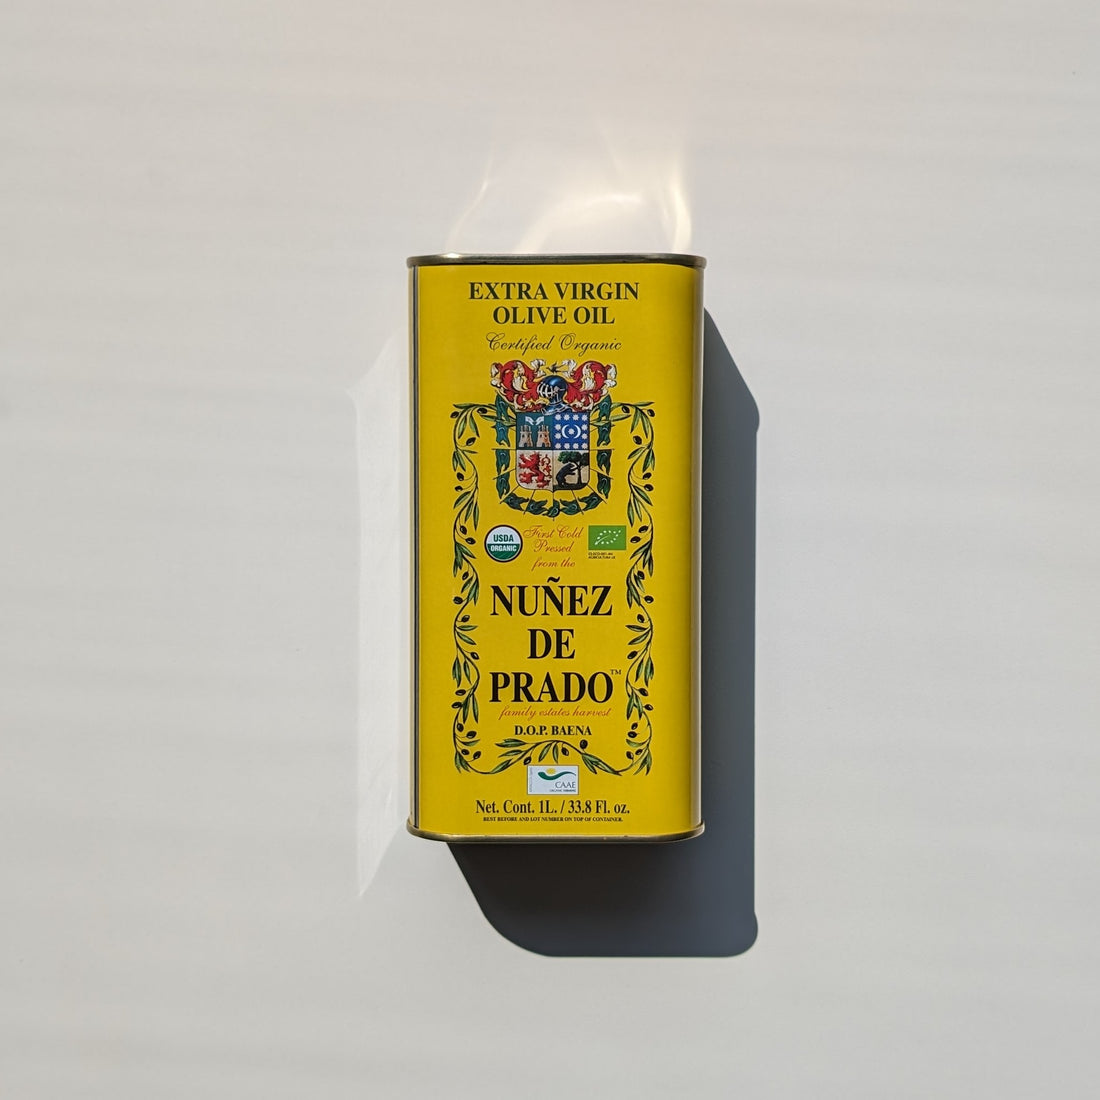 EXTRA VIRGIN
OLIVE OIL
Certified Organic
USDA
ORGANIC
First Cold
Pressed
from the
NUÑEZ
DE
PRADO™
family estates harvest
D.O.P. BAENA
CAAE
Net. Cont. 1L. / 33.8 Fl. oz.
BEST BEFORE AND LOT NUMBER ON TOP OF CONTAINER.